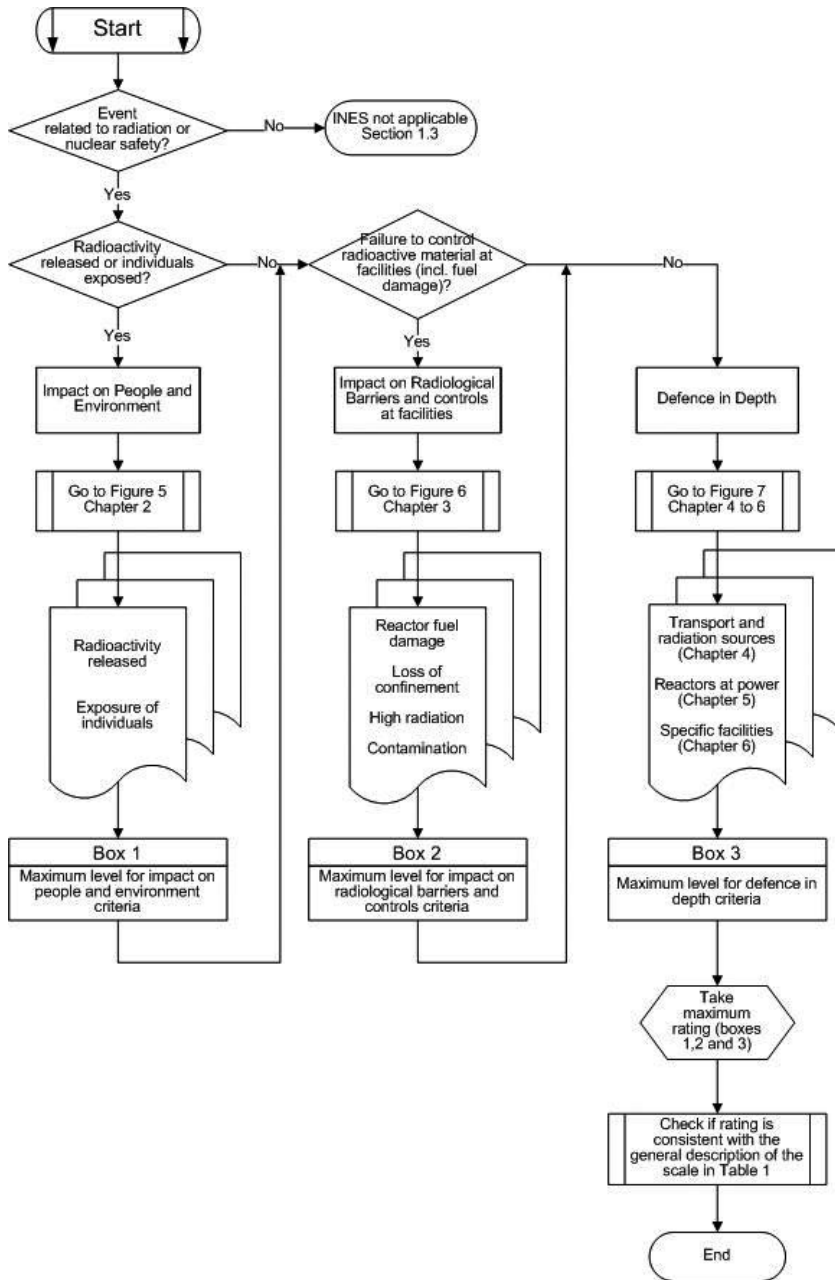 Start
Event
related to radiation or
nuclear safety?
No
INES not applicable
Section 1.3
Yes
Radioactivity
released or individuals
exposed?
No
Failure to control
radioactive material at
facilities (incl. fuel
damage)?
No
Yes
Yes
Impact on People and
Environment
Impact on Radiological
Barriers and controls
at facilities
Defence in Depth
Go to Figure 5
Chapter 2
Go to Figure 6
Chapter 3
Go to Figure 7
Chapter 4 to 6
Radioactivity
released
Exposure of
individuals
Reactor fuel
damage
Loss of
confinement
High radiation
Contamination
Transport and
radiation sources
(Chapter 4)
Reactors at power
(Chapter 5)
Specific facilities
(Chapter 6)
Box 1
Maximum level for impact on
people and environment
criteria
Box 2
Maximum level for impact on
radiological barriers and
controls criteria
Box 3
Maximum level for defence in
depth criteria
Take
maximum
rating (boxes
1,2 and 3)
Check if rating is
consistent with the
general description of the
scale in Table 1
End